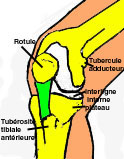 Rotule
Tubercule
adducteur
Interligne
interne
plateau
Tubérosité
tibiale
antérieure